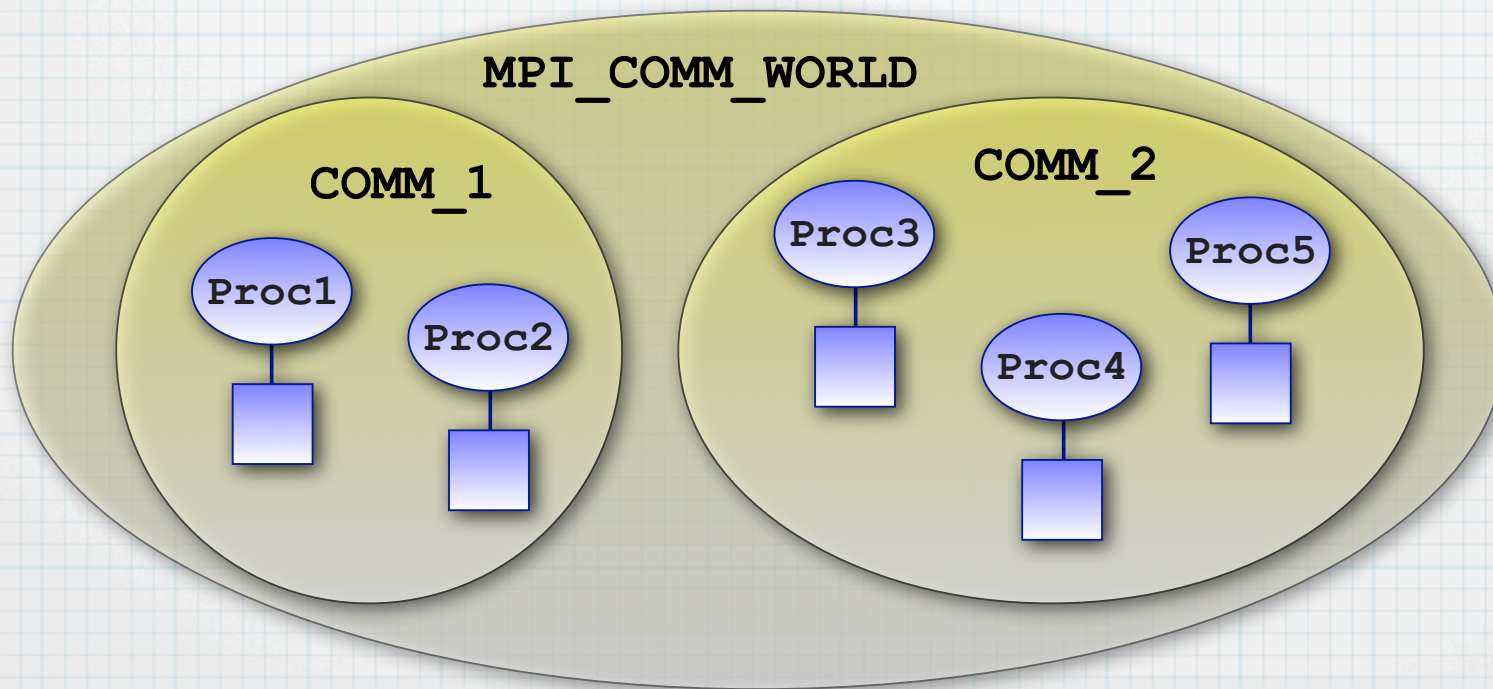 MPI_COMM_WORLD
COMM_1
Proc1
Proc2
COMM_2
Proc3
Proc4
Proc5